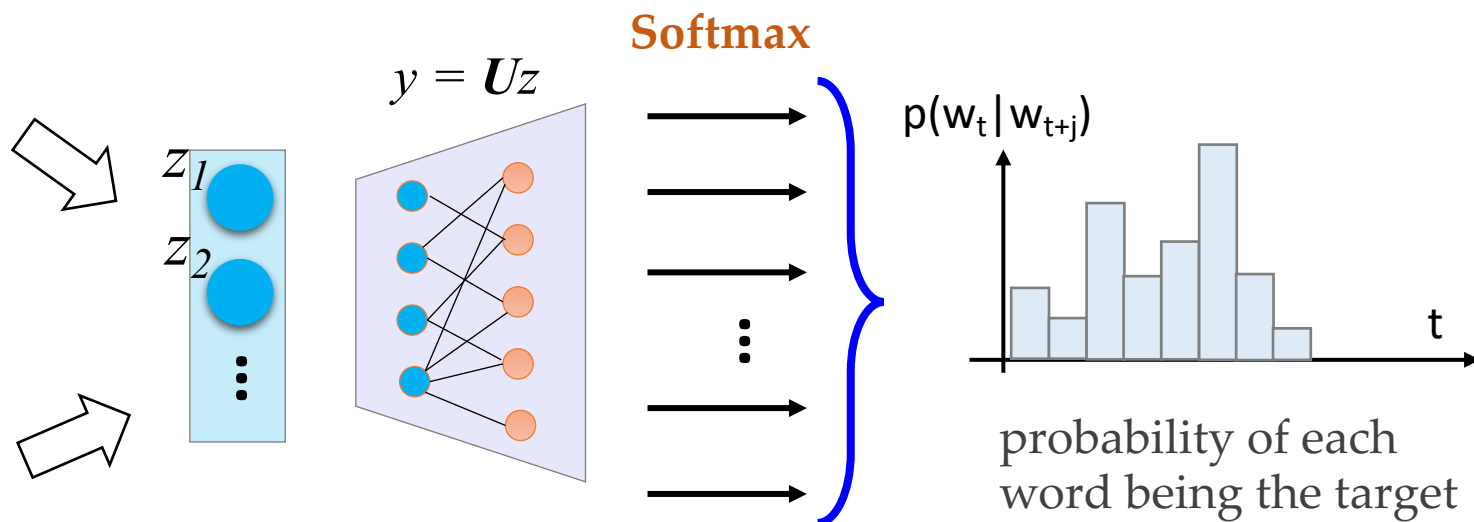 Softmax
y = Uz
z1
z2
p(wt|wt+j)
t
probability of each
word being the target